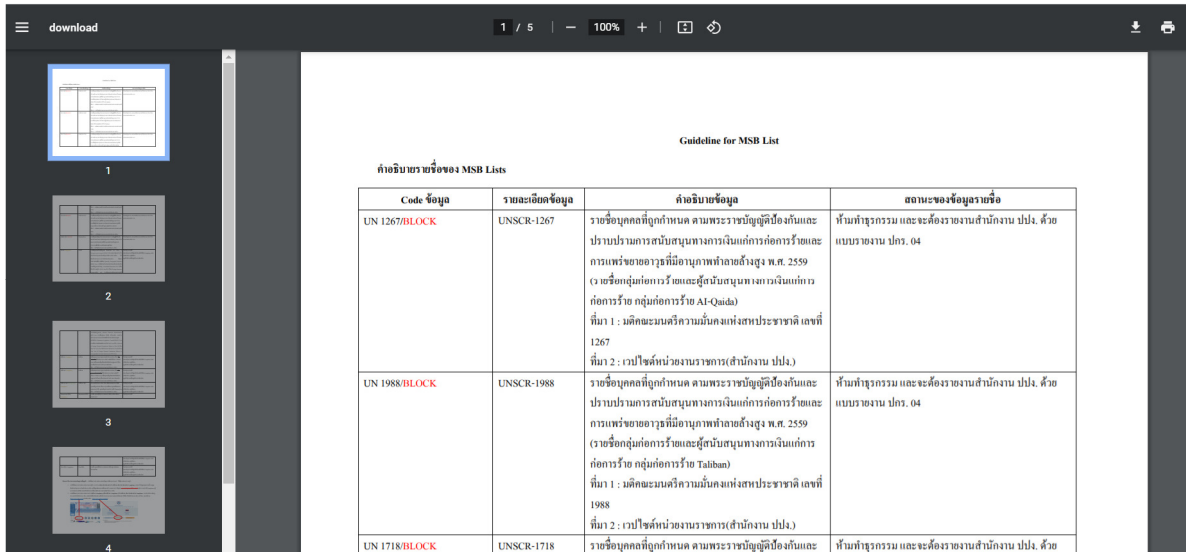 download
1 / 5
100%
1
2
3
4
Guideline for MSB List
คำอธิบายรายชื่อของ MSB Lists
Code ข้อมูล รายละเอียดข้อมูล คำอธิบายข้อมูล สถานะของข้อมูลรายชื่อ
UN 1267/BLOCK UNSCR-1267 รายชื่อบุคคลที่ถูกกำหนด ตามพระราชบัญญัติป้องกันและ ห้ามทำธุรกรรม และจะต้องรายงานสำนักงาน ปปง. ด้วย
ปราบปรามการสนับสนุนทางการเงินแก่การก่อการร้ายและ แบบรายงาน ปกร. 04
การแพร่ขยายอาวุธที่มีอานุภาพทำลายล้างสูง พ.ศ. 2559
(รายชื่อกลุ่มก่อการร้ายและผู้สนับสนุนทางการเงินแก่การ
ก่อการร้าย กลุ่มก่อการร้าย AI-Qaida)
ที่มา 1 : มติคณะมนตรีความมั่นคงแห่งสหประชาชาติ เลขที่
1267
ที่มา 2 : เวปไซต์หน่วยงานราชการ(สำนักงาน ปปง.)
UN 1988/BLOCK UNSCR-1988 รายชื่อบุคคลที่ถูกกำหนด ตามพระราชบัญญัติป้องกันและ ห้ามทำธุรกรรม และจะต้องรายงานสำนักงาน ปปง. ด้วย
ปราบปรามการสนับสนุนทางการเงินแก่การก่อการร้ายและ แบบรายงาน ปกร. 04
การแพร่ขยายอาวุธที่มีอานุภาพทำลายล้างสูง พ.ศ. 2559
(รายชื่อกลุ่มก่อการร้ายและผู้สนับสนุนทางการเงินแก่การ
ก่อการร้าย กลุ่มก่อการร้าย Taliban)
ที่มา 1 : มติคณะมนตรีความมั่นคงแห่งสหประชาชาติ เลขที่
1988
ที่มา 2 : เวปไซต์หน่วยงานราชการ(สำนักงาน ปปง.)
UN 1718/BLOCK UNSCR-1718 รายชื่อบุคคลที่ถูกกำหนด ตามพระราชบัญญัติป้องกันและ ห้ามทำธุรกรรม และจะต้องรายงานสำนักงาน ปปง. ด้วย